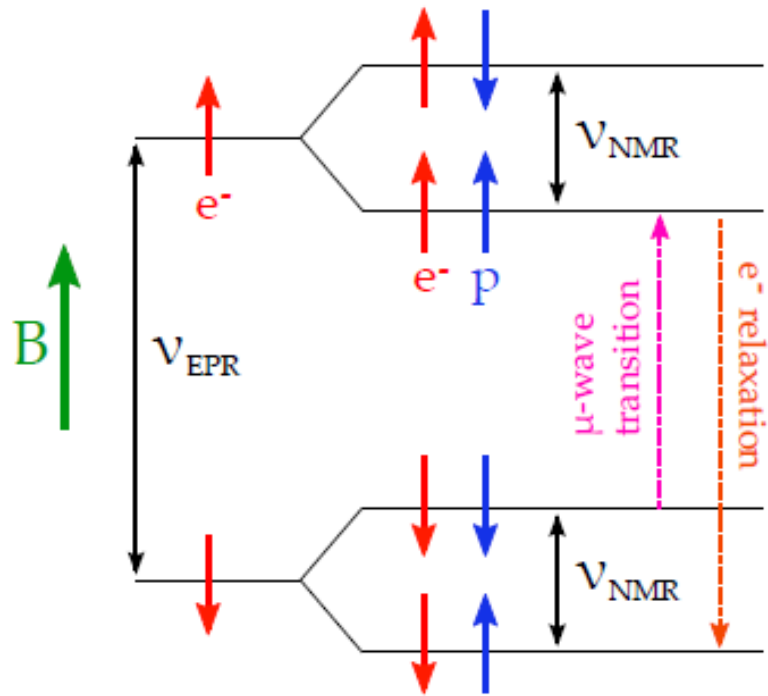 ν_NMR
e⁻
e⁻ p
B
ν_EPR
μ-wave
transition
e⁻ relaxation
ν_NMR